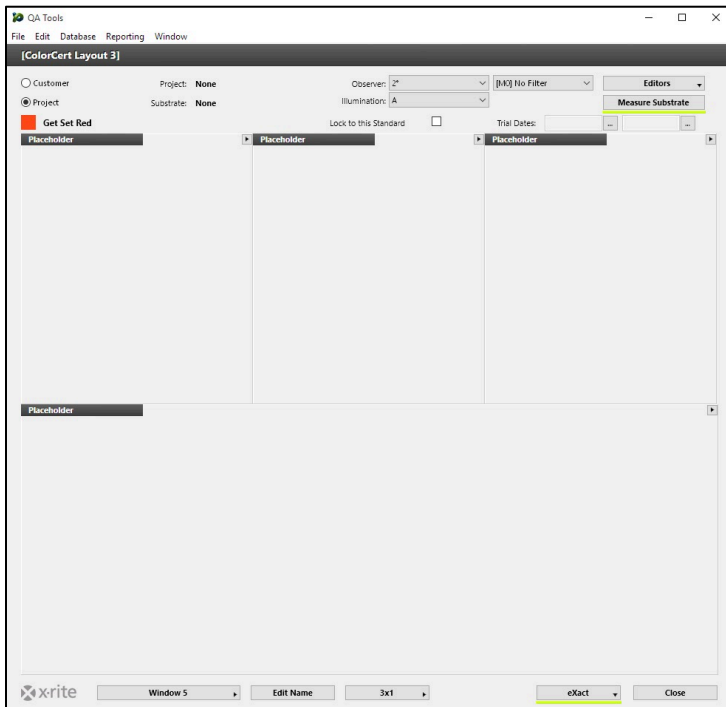 QA Tools
File Edit Database Reporting Window
[ColorCert Layout 3]
Customer Project: None Observer: 2° [M0] No Filter Editors
Project Substrate: None Illumination: A Measure Substrate
Get Set Red Lock to this Standard Trial Dates: ... ...
Placeholder Placeholder Placeholder
Placeholder
x·rite Window 5 Edit Name 3x1 eXact Close